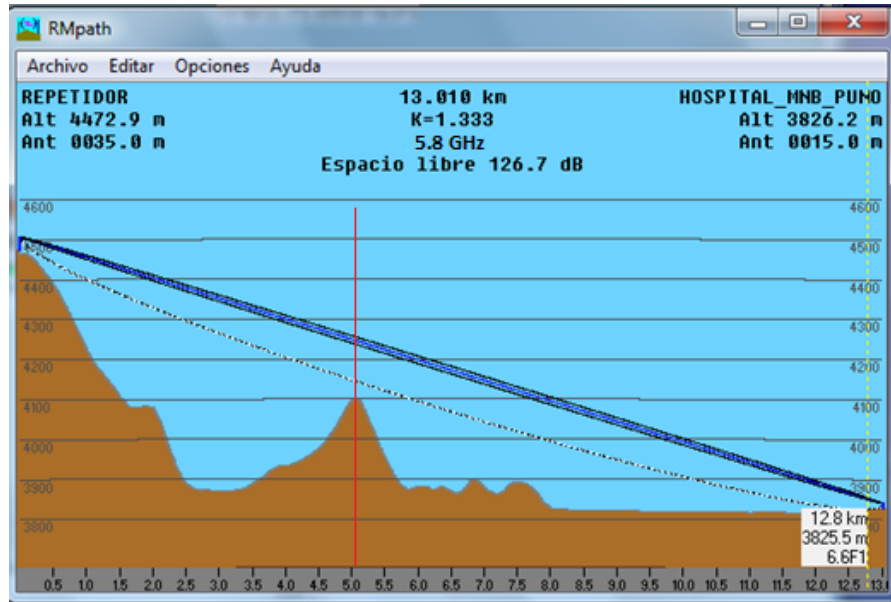 RMpath
Archivo Editar Opciones Ayuda
REPETIDOR 13.010 km HOSPITAL_MNB_PUNO
Alt 4472.9 m K=1.333 Alt 3826.2 m
Ant 0035.0 m 5.8 GHz Ant 0015.0 m
Espacio libre 126.7 dB
4600 4600
4500 4500
4400 4400
4300 4300
4200 4200
4100 4100
4000 4000
3900 3900
3800
12.8 km
3825.5 m
6.6F1
0.5 1.0 1.5 2.0 2.5 3.0 3.5 4.0 4.5 5.0 5.5 6.0 6.5 7.0 7.5 8.0 8.5 9.0 9.5 10.0 10.5 11.0 11.5 12.0 12.5 13.0